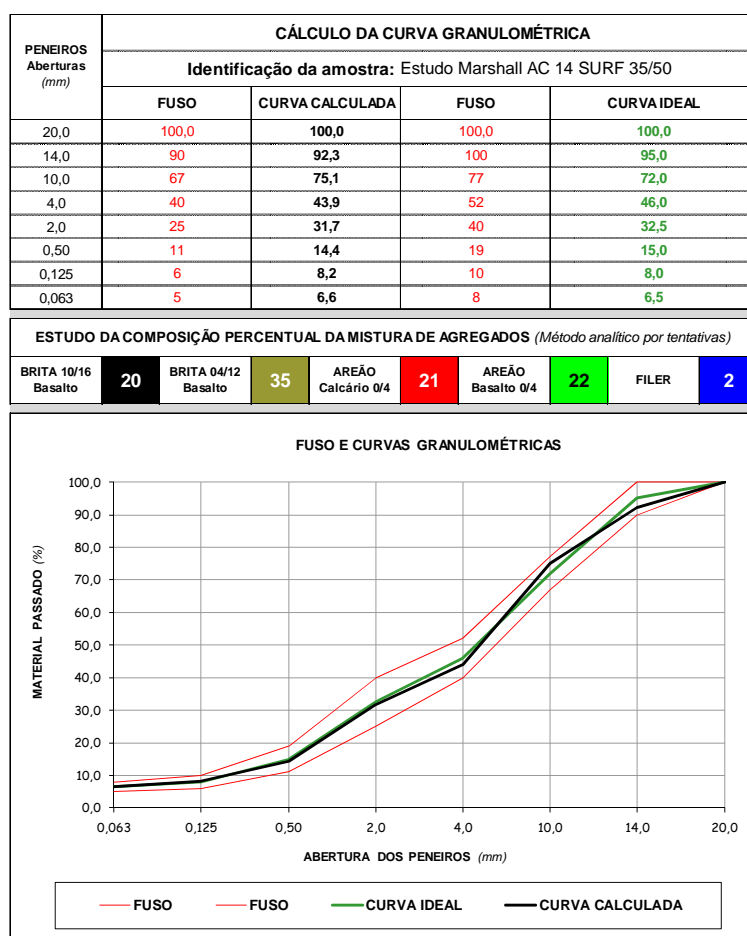 PENEIROS
Aberturas
(mm)
CÁLCULO DA CURVA GRANULOMÉTRICA
Identificação da amostra: Estudo Marshall AC 14 SURF 35/50
FUSO CURVA CALCULADA FUSO CURVA IDEAL
20,0 100,0 100,0 100,0 100,0
14,0 90 92,3 100 95,0
10,0 67 75,1 77 72,0
4,0 40 43,9 52 46,0
2,0 25 31,7 40 32,5
0,50 11 14,4 19 15,0
0,125 6 8,2 10 8,0
0,063 5 6,6 8 6,5
ESTUDO DA COMPOSIÇÃO PERCENTUAL DA MISTURA DE AGREGADOS (Método analítico por tentativas)
BRITA 10/16
Basalto
20
BRITA 04/12
Basalto
35
AREÃO
Calcário 0/4
21
AREÃO
Basalto 0/4
22
FILER
2
FUSO E CURVAS GRANULOMÉTRICAS
MATERIAL PASSADO (%)
100,0
90,0
80,0
70,0
60,0
50,0
40,0
30,0
20,0
10,0
0,0
0,063 0,125 0,50 2,0 4,0 10,0 14,0 20,0
ABERTURA DOS PENEIROS (mm)
FUSO FUSO CURVA IDEAL CURVA CALCULADA